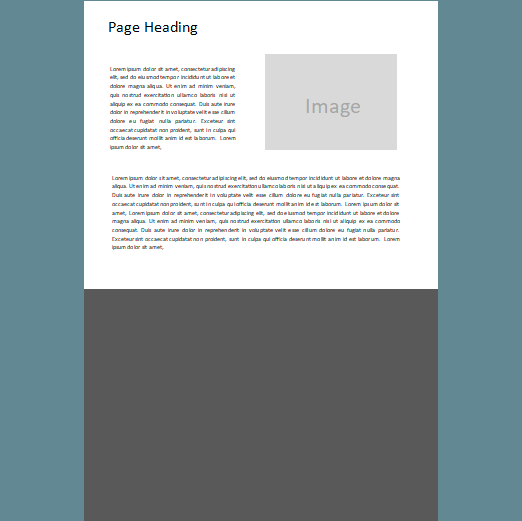 Page Heading
Lorem ipsum dolor sit amet, consectetur adipiscing
elit, sed do eiusmod tempor incididunt ut labore et
dolore magna aliqua. Ut enim ad minim veniam,
quis nostrud exercitation ullamco laboris nisi ut
aliquip ex ea commodo consequat. Duis aute irure
dolor in reprehenderit in voluptate velit esse cillum
dolore eu fugiat nulla pariatur. Excepteur sint
occaecat cupidatat non proident, sunt in culpa qui
officia deserunt mollit anim id est laborum. Lorem
ipsum dolor sit amet,
Image
Lorem ipsum dolor sit amet, consectetur adipiscing elit, sed do eiusmod tempor incididunt ut labore et dolore magna
aliqua. Ut enim ad minim veniam, quis nostrud exercitation ullamco laboris nisi ut aliquip ex ea commodo consequat.
Duis aute irure dolor in reprehenderit in voluptate velit esse cillum dolore eu fugiat nulla pariatur. Excepteur sint
occaecat cupidatat non proident, sunt in culpa qui officia deserunt mollit anim id est laborum. Lorem ipsum dolor sit
amet, Lorem ipsum dolor sit amet, consectetur adipiscing elit, sed do eiusmod tempor incididunt ut labore et dolore
magna aliqua. Ut enim ad minim veniam, quis nostrud exercitation ullamco laboris nisi ut aliquip ex ea commodo
consequat. Duis aute irure dolor in reprehenderit in voluptate velit esse cillum dolore eu fugiat nulla pariatur.
Excepteur sint occaecat cupidatat non proident, sunt in culpa qui officia deserunt mollit anim id est laborum. Lorem
ipsum dolor sit amet,